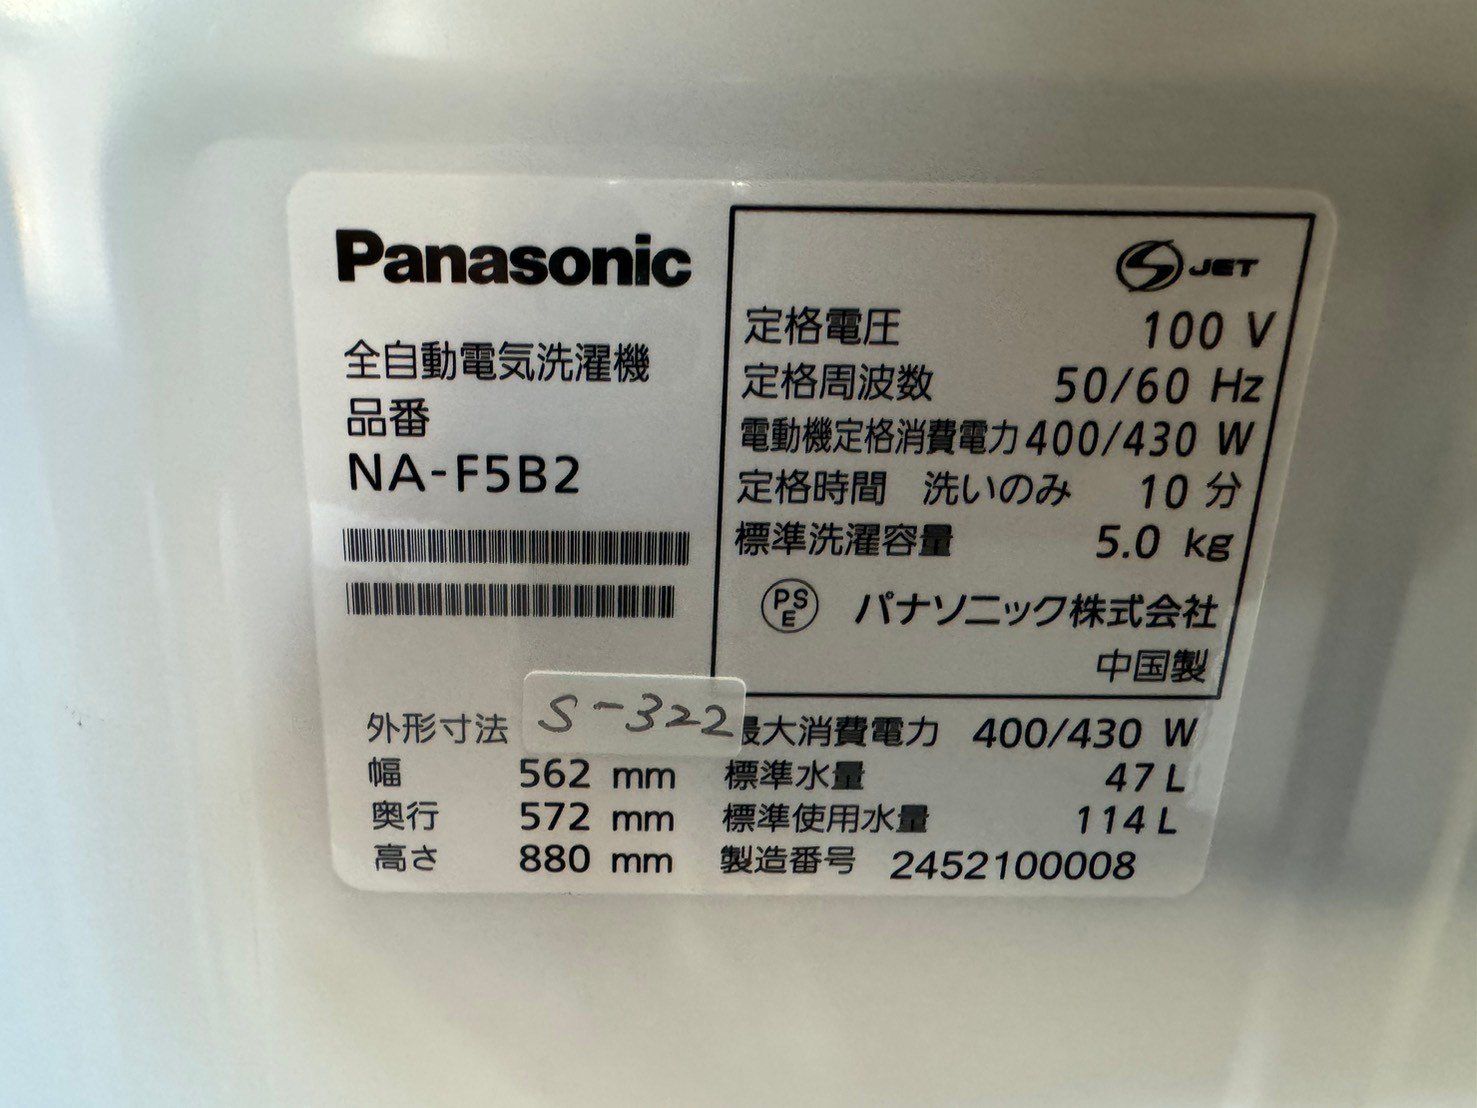 Panasonic
全自動電気洗濯機
品番
NA-F5B2
S JET
定格電圧 100 V
定格周波数 50/60 Hz
電動機定格消費電力 400/430 W
定格時間 洗いのみ 10 分
標準洗濯容量 5.0 kg
PSE パナソニック株式会社
中国製
S-322
外形寸法
幅 562 mm
奥行 572 mm
高さ 880 mm
最大消費電力 400/430 W
標準水量 47 L
標準使用水量 114 L
製造番号 2452100008